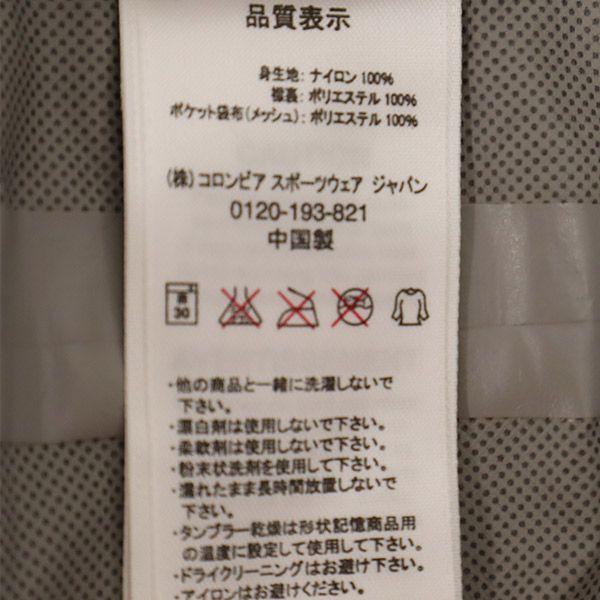 品質表示
身生地: ナイロン 100%
襟裏: ポリエステル 100%
ポケット袋布(メッシュ): ポリエステル 100%
(株) コロンビア スポーツウェア ジャパン
0120-193-821
中国製
30
・他の商品と一緒に洗濯しないで
下さい。
・漂白剤は使用しないで下さい。
・柔軟剤は使用しないで下さい。
・粉末状洗剤を使用して下さい。
・濡れたまま長時間放置しないで
下さい。
・タンブラー乾燥は形状記憶商品用
の温度に設定して使用して下さい。
・ドライクリーニングはお避け下さい。
・アイロンはお避けください。